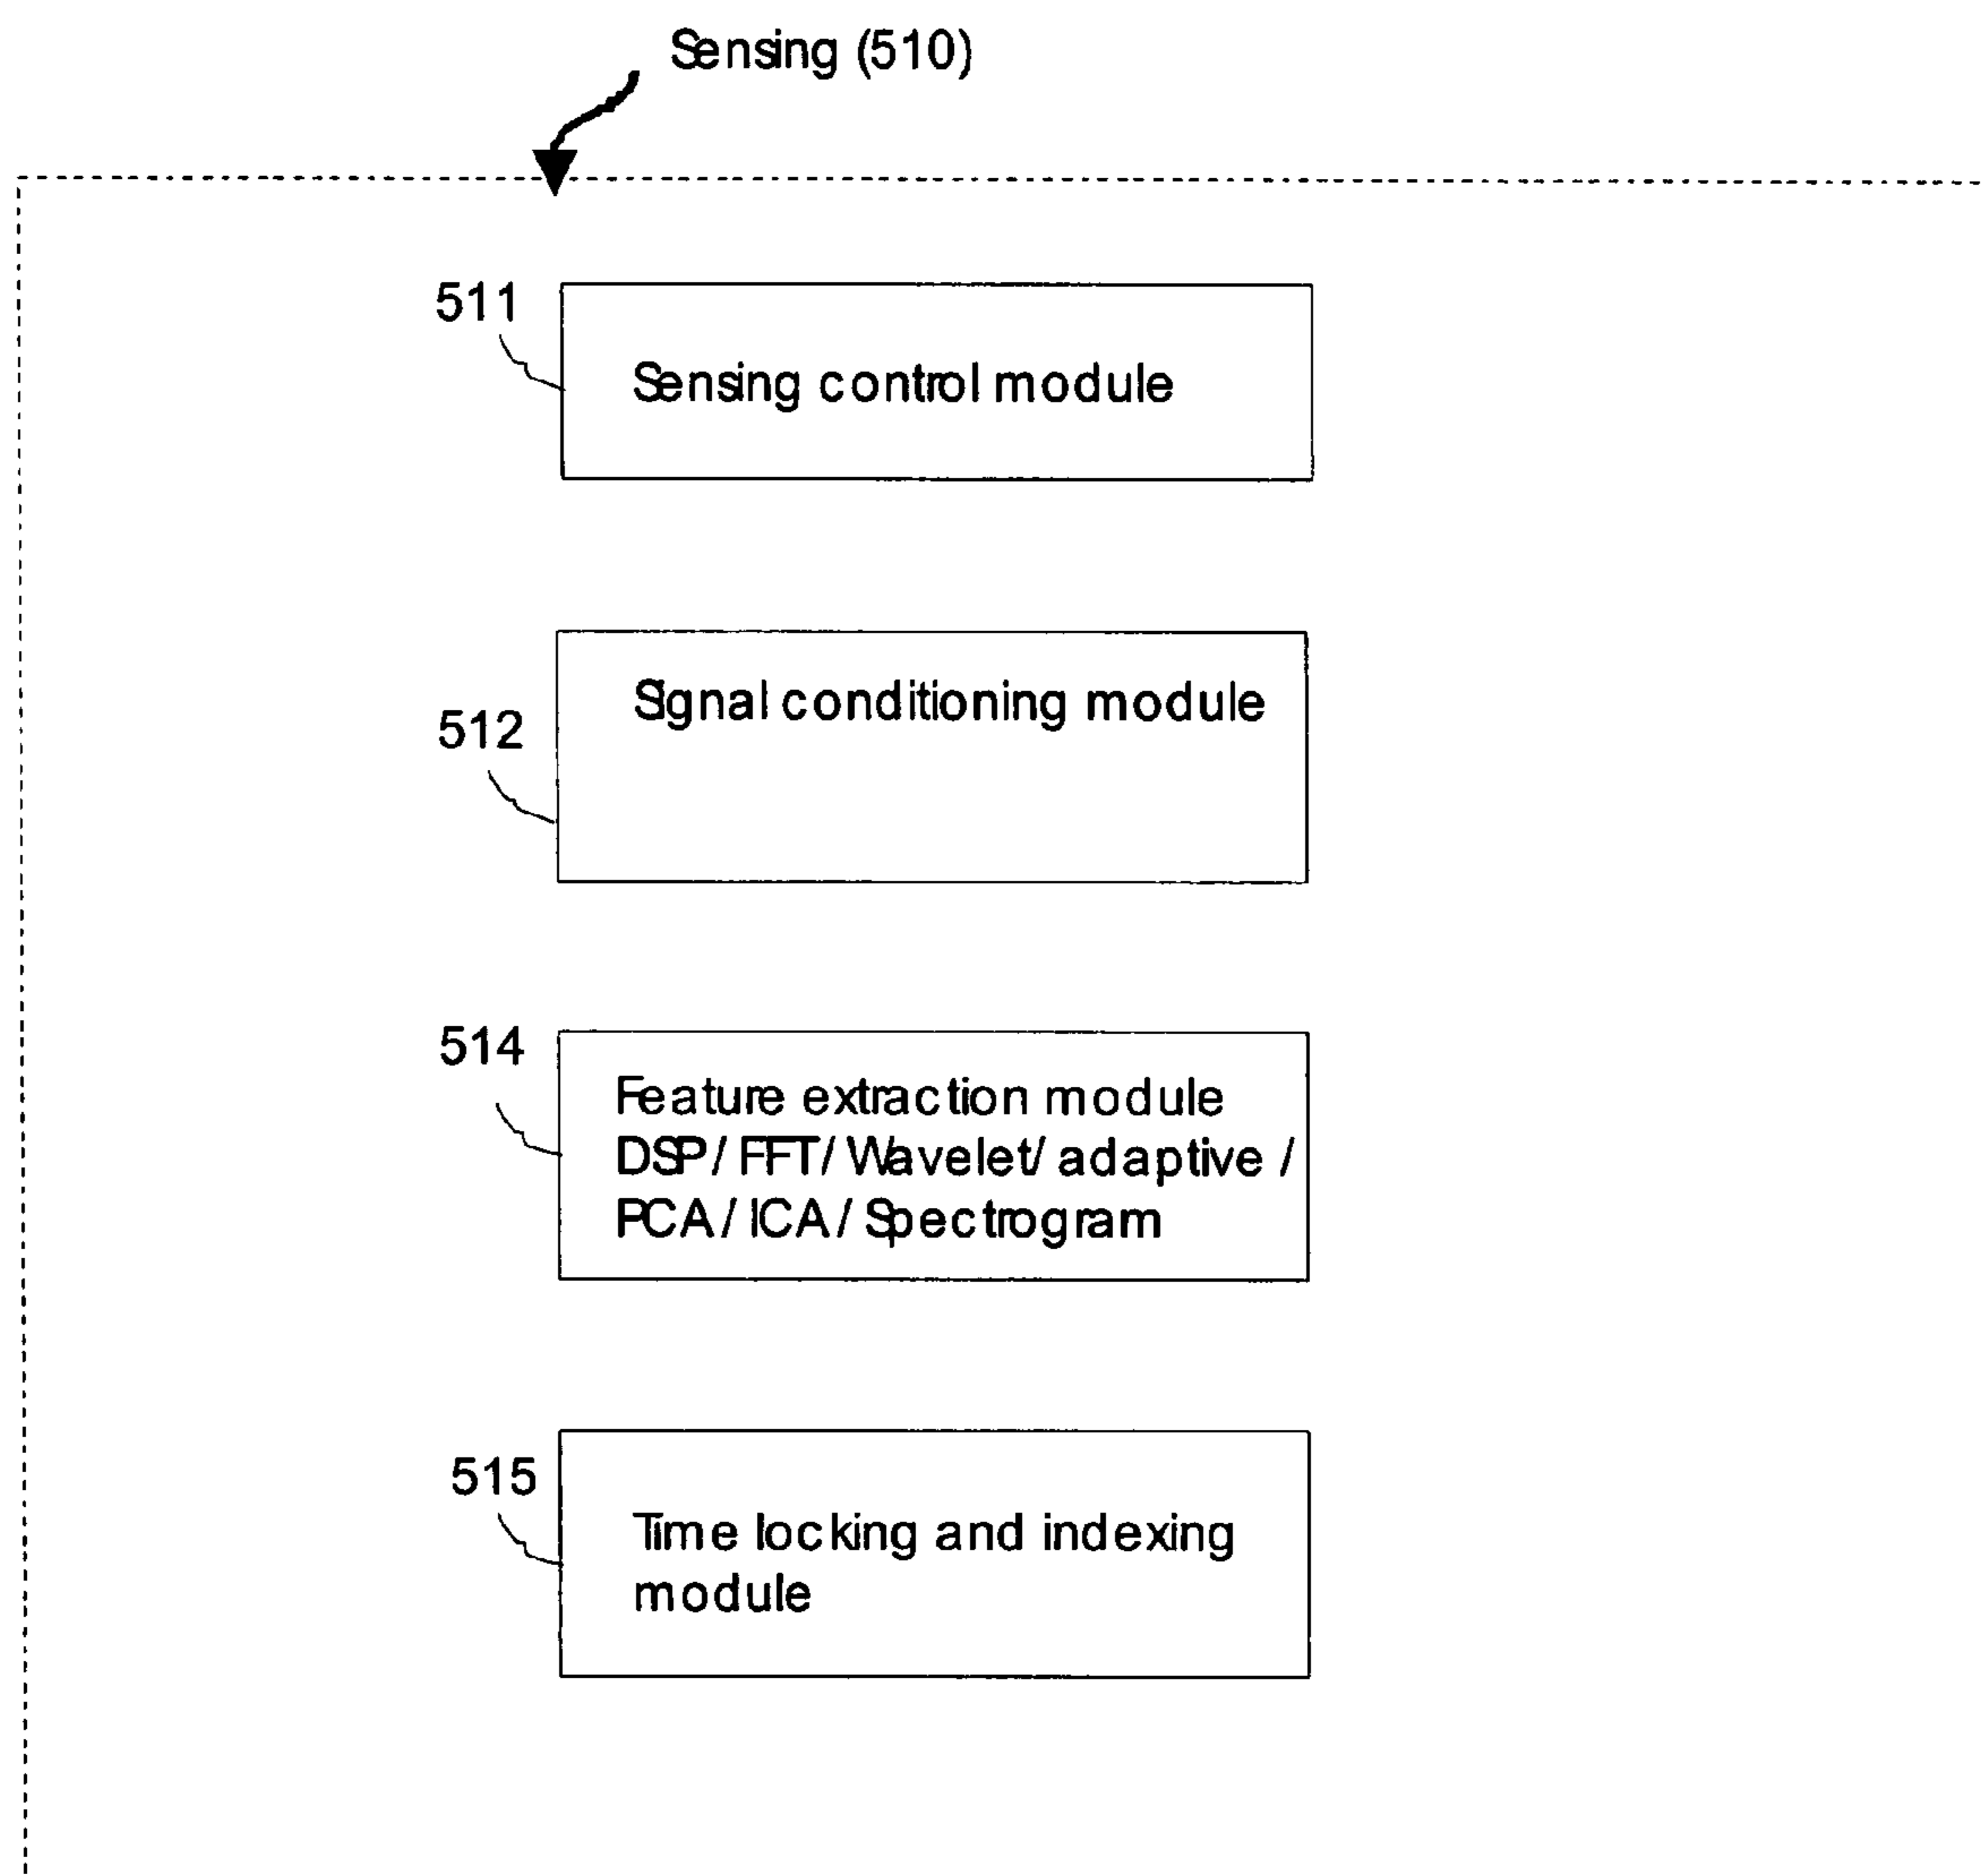 Sensing (510)
511
Sensing control module
Signal conditioning module
512
514
Feature extraction module
DSP / FFT / Wavelet/ adaptive /
PCA / ICA / Spectrogram
515
Time locking and indexing
module